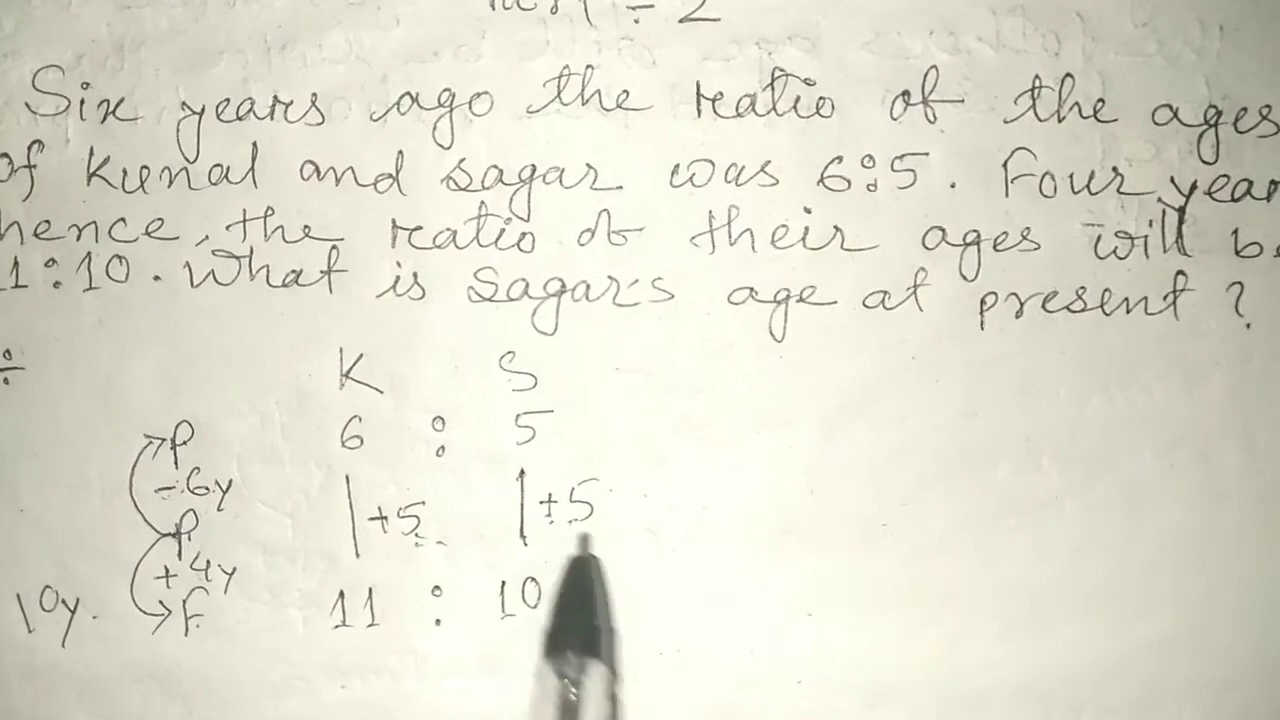 ÷ 2
Six years ago the ratio of the ages
of Kunal and sagar was 6:5. Four year
hence, the ratio of their ages will b
1:10. What is Sagar's age at present ?
÷
K S
P 6 : 5
-6y
|+5 |+5
P
+4y
10y. F. 11 : 10